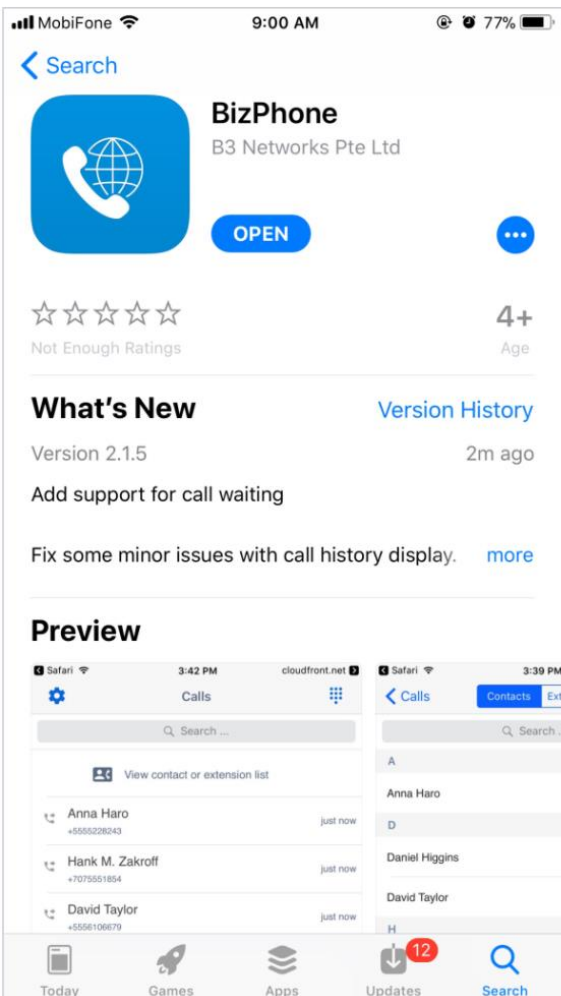 MobiFone 9:00 AM 77%
Search
BizPhone
B3 Networks Pte Ltd
OPEN
Not Enough Ratings
4+
Age
What's New Version History
Version 2.1.5 2m ago
Add support for call waiting
Fix some minor issues with call history display. more
Preview
Safari 3:42 PM cloudfront.net
Calls
Search ...
View contact or extension list
Anna Haro
+5555228243
just now
Hank M. Zakroff
+7075551854
just now
David Taylor
+5556106679
just now
Safari 3:39 PM
Calls Contacts Ext
Search .
A
Anna Haro
D
Daniel Higgins
David Taylor
H
12
Today Games Apps Updates Search